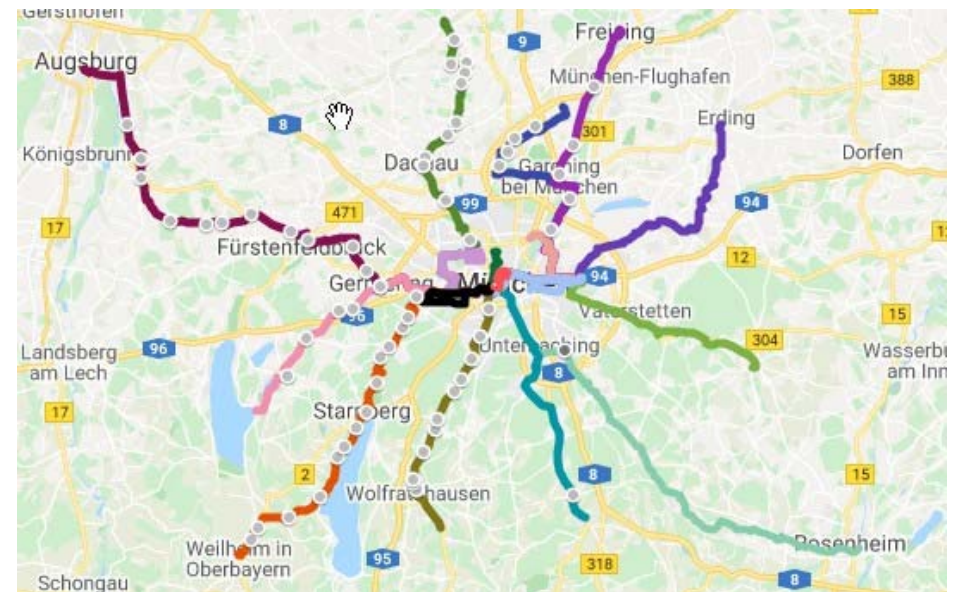 Gersthofen
Freising
9
Augsburg
München-Flughafen
388
8
Erding
301
Königsbrunn
Dachau
Garching
bei München
Dorfen
99
94
471
17
Fürstenfeldbruck
12
Germering
München
94
96
Vaterstetten
15
Landsberg
am Lech
96
Unterhaching
304
Wasserbu
am Inn
8
17
Starnberg
2
8
15
Wolfratshausen
Weilheim in
Oberbayern
95
Rosenheim
318
8
Schongau